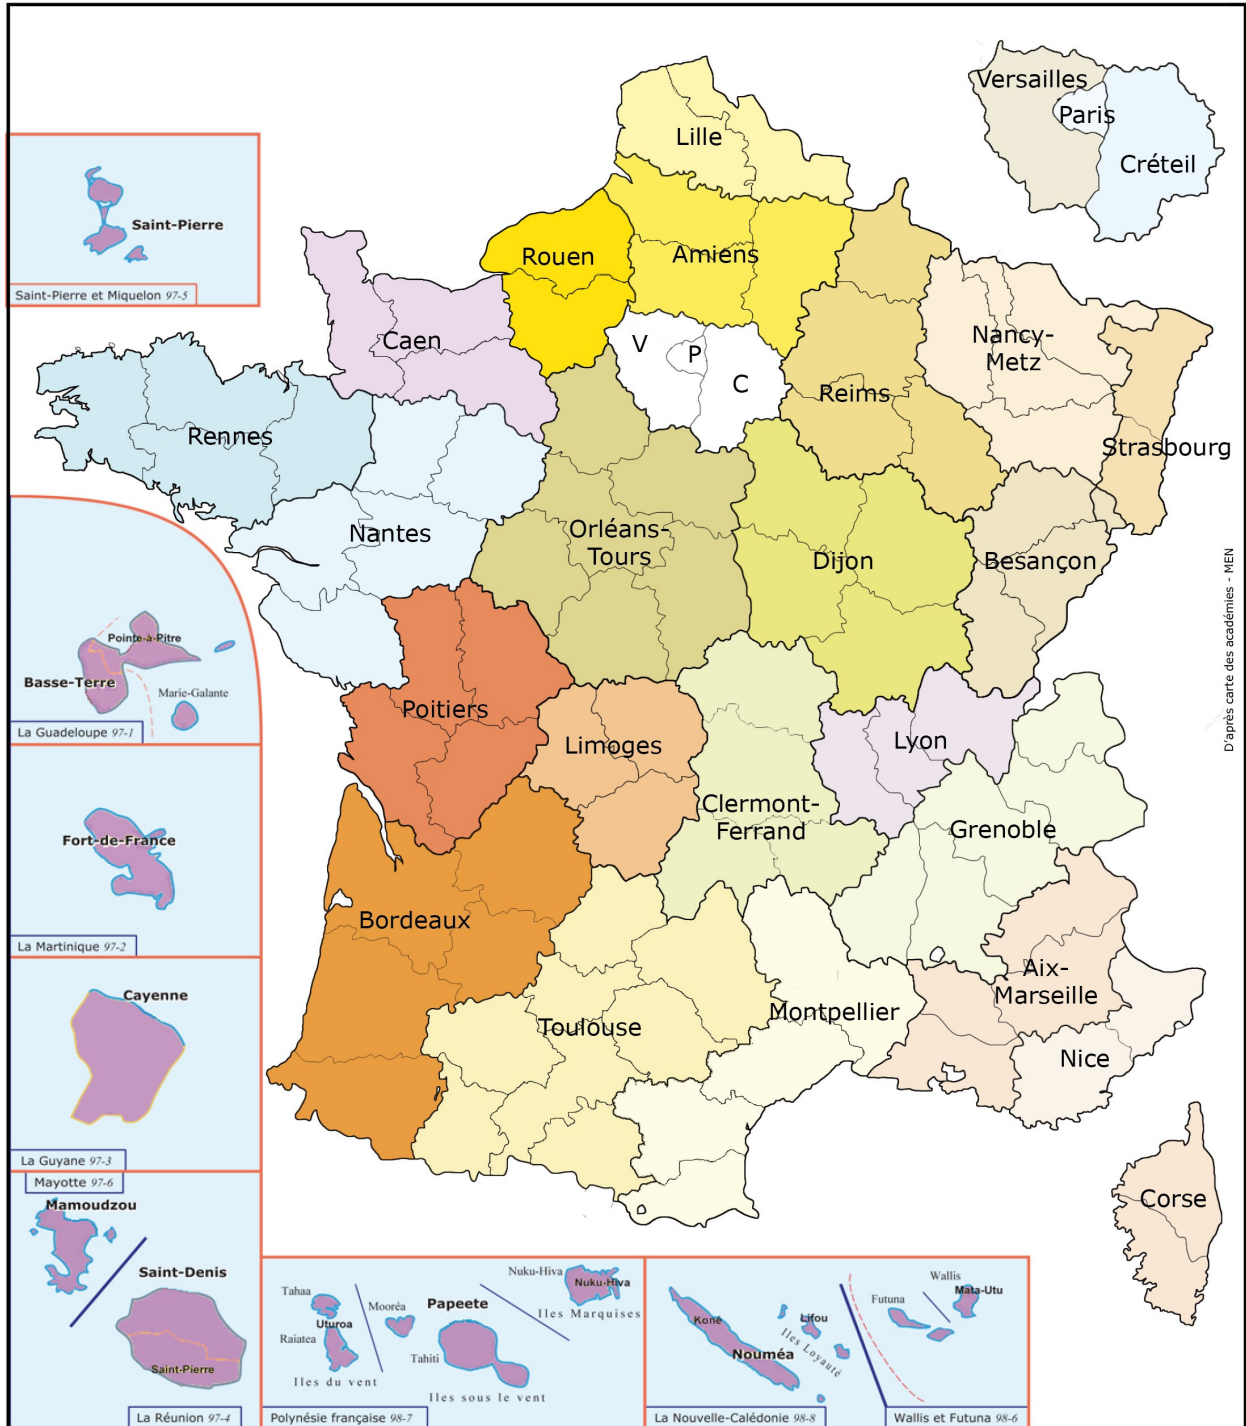 Versailles
Paris
Créteil
Lille
Saint-Pierre
Saint-Pierre et Miquelon 97-5
Rouen
Amiens
Caen
V
P
C
Nancy-
Metz
Reims
Rennes
Strasbourg
Nantes
Orléans-
Tours
Dijon
Besançon
D'après carte des académies - MEN
Pointe-à-Pitre
Basse-Terre
Marie-Galante
La Guadeloupe 97-1
Poitiers
Limoges
Lyon
Clermont-
Ferrand
Grenoble
Fort-de-France
La Martinique 97-2
Bordeaux
Aix-
Marseille
Cayenne
Toulouse
Montpellier
Nice
La Guyane 97-3
Mayotte 97-6
Mamoudzou
Corse
Saint-Denis
Saint-Pierre
La Réunion 97-4
Tahaa
Uturoa
Raiatea
Iles du vent
Mooréa
Papeete
Tahiti
Iles sous le vent
Nuku-Hiva
Nuku-Hiva
Iles Marquises
Polynésie française 98-7
Koné
Nouméa
Lifou
Iles Loyauté
La Nouvelle-Calédonie 98-8
Futuna
Wallis
Mata-Utu
Wallis et Futuna 98-6